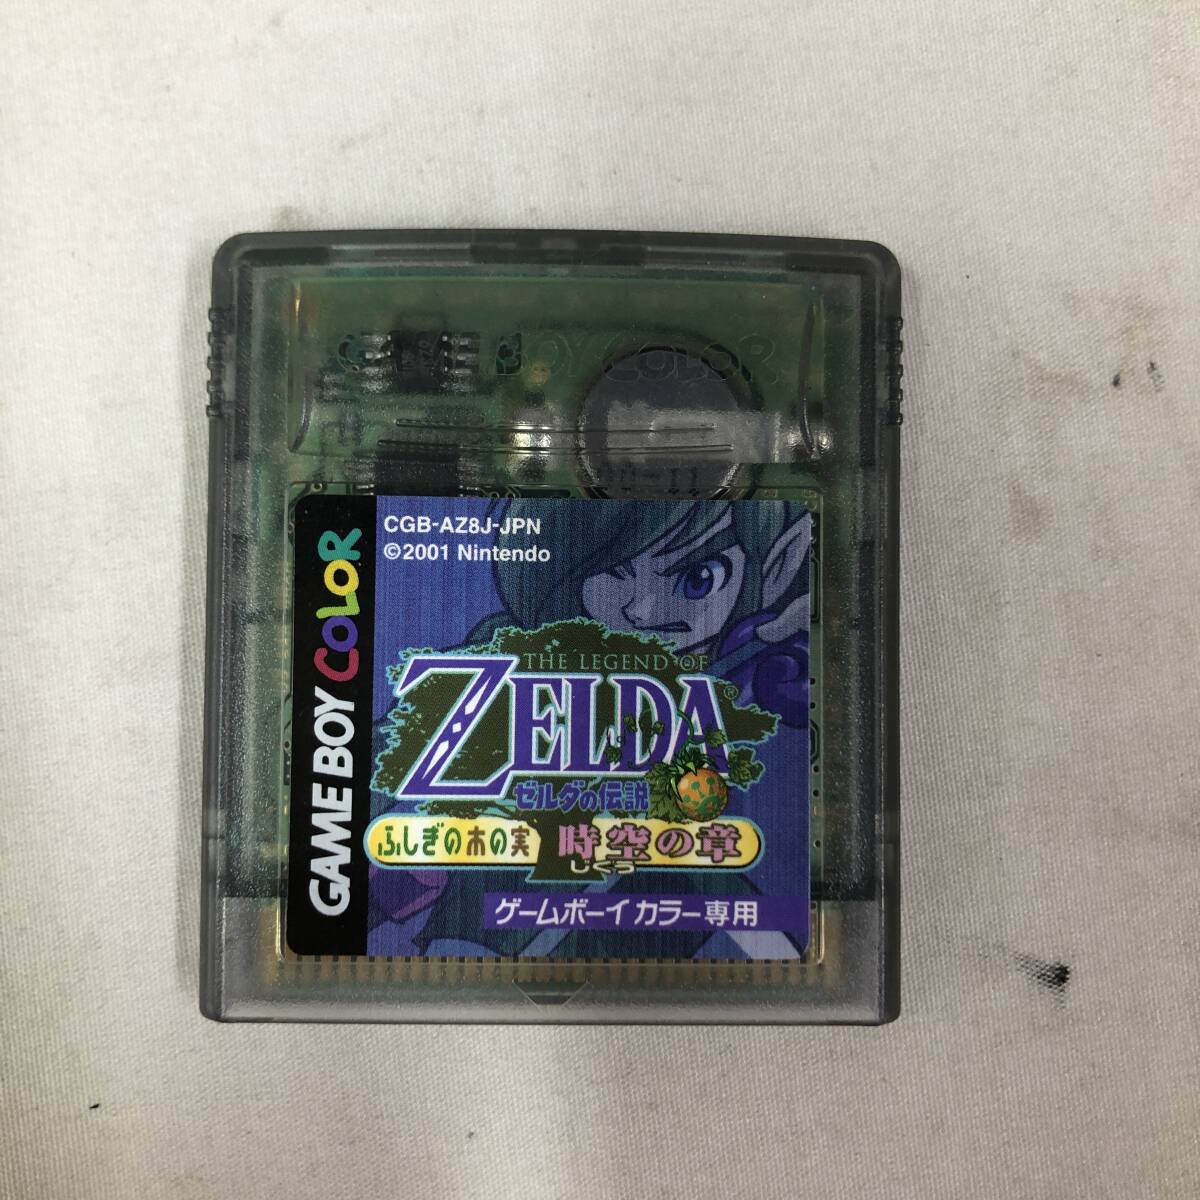 BOY COLOR
00-11
CGB-AZ8J-JPN
©2001 Nintendo
GAME BOY COLOR
THE LEGEND OF
ZELDA®
ゼルダの伝説
ふしぎの木の実
時空の章
じくう
ゲームボーイカラー専用